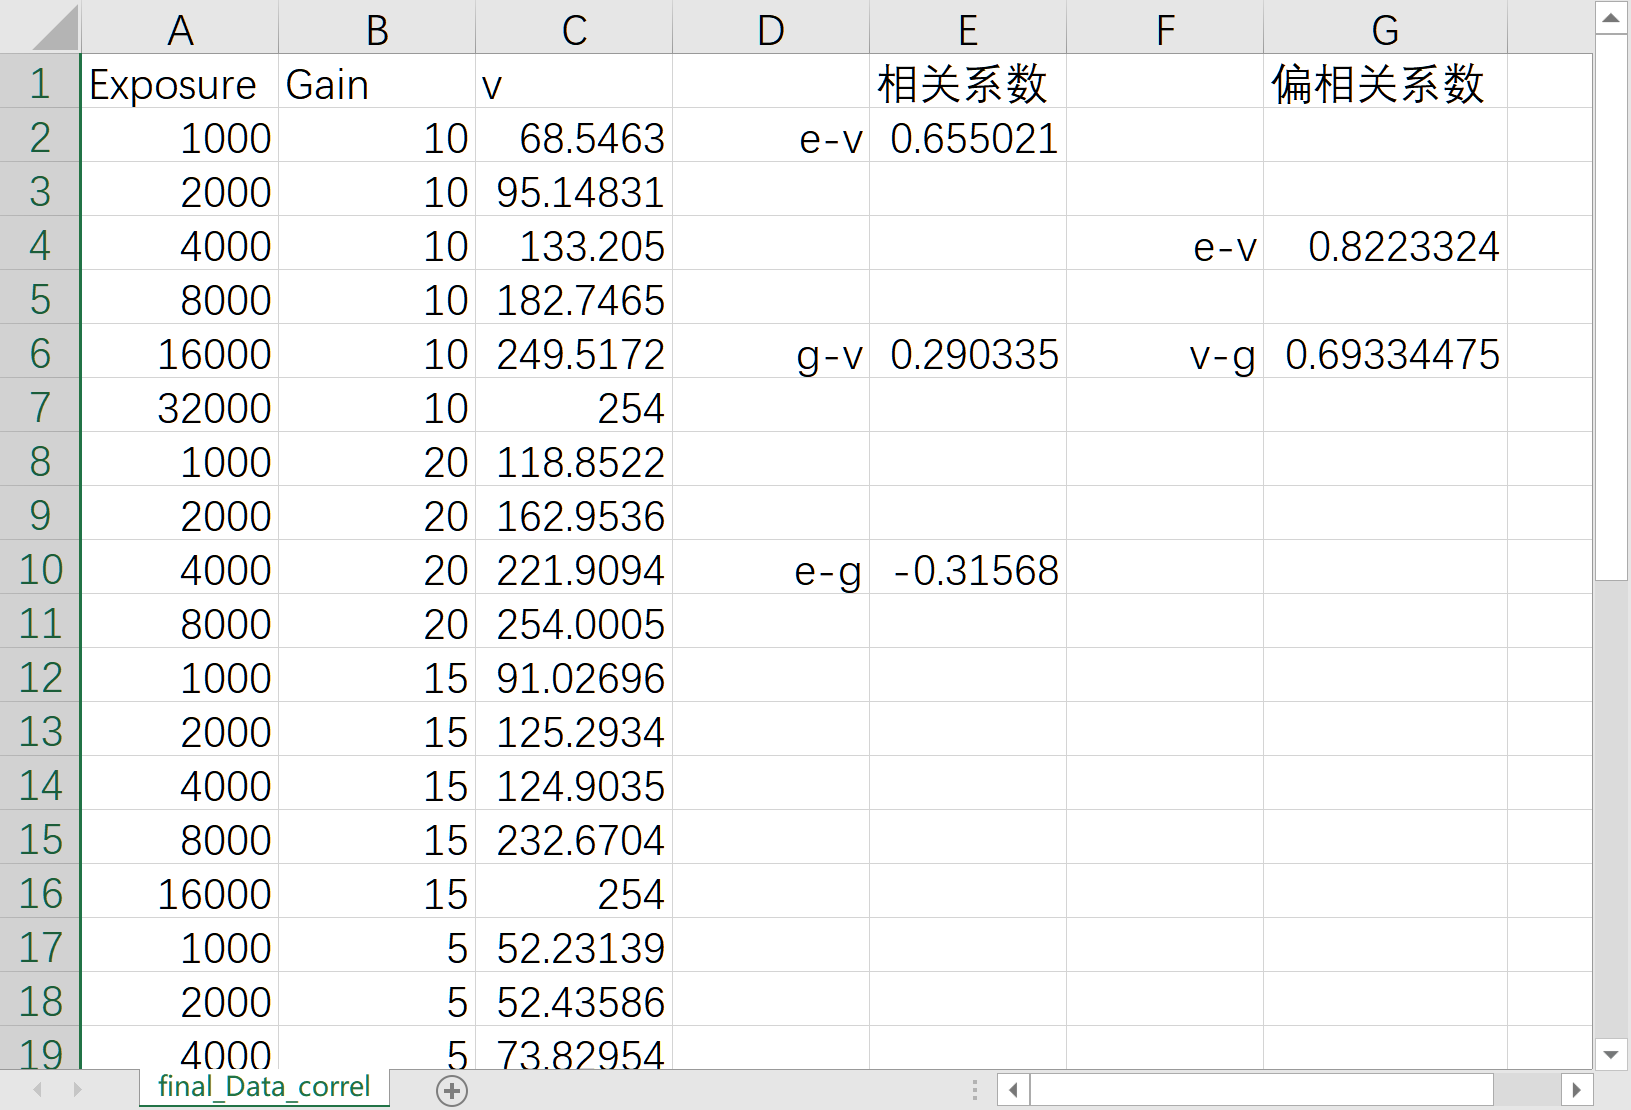 A B C D E F G
1 Exposure Gain v 相关系数 偏相关系数
2 1000 10 68.5463 e-v 0.655021
3 2000 10 95.14831
4 4000 10 133.205 e-v 0.8223324
5 8000 10 182.7465
6 16000 10 249.5172 g-v 0.290335 v-g 0.69334475
7 32000 10 254
8 1000 20 118.8522
9 2000 20 162.9536
10 4000 20 221.9094 e-g -0.31568
11 8000 20 254.0005
12 1000 15 91.02696
13 2000 15 125.2934
14 4000 15 124.9035
15 8000 15 232.6704
16 16000 15 254
17 1000 5 52.23139
18 2000 5 52.43586
19 4000 5 73.82954
final_Data_correl